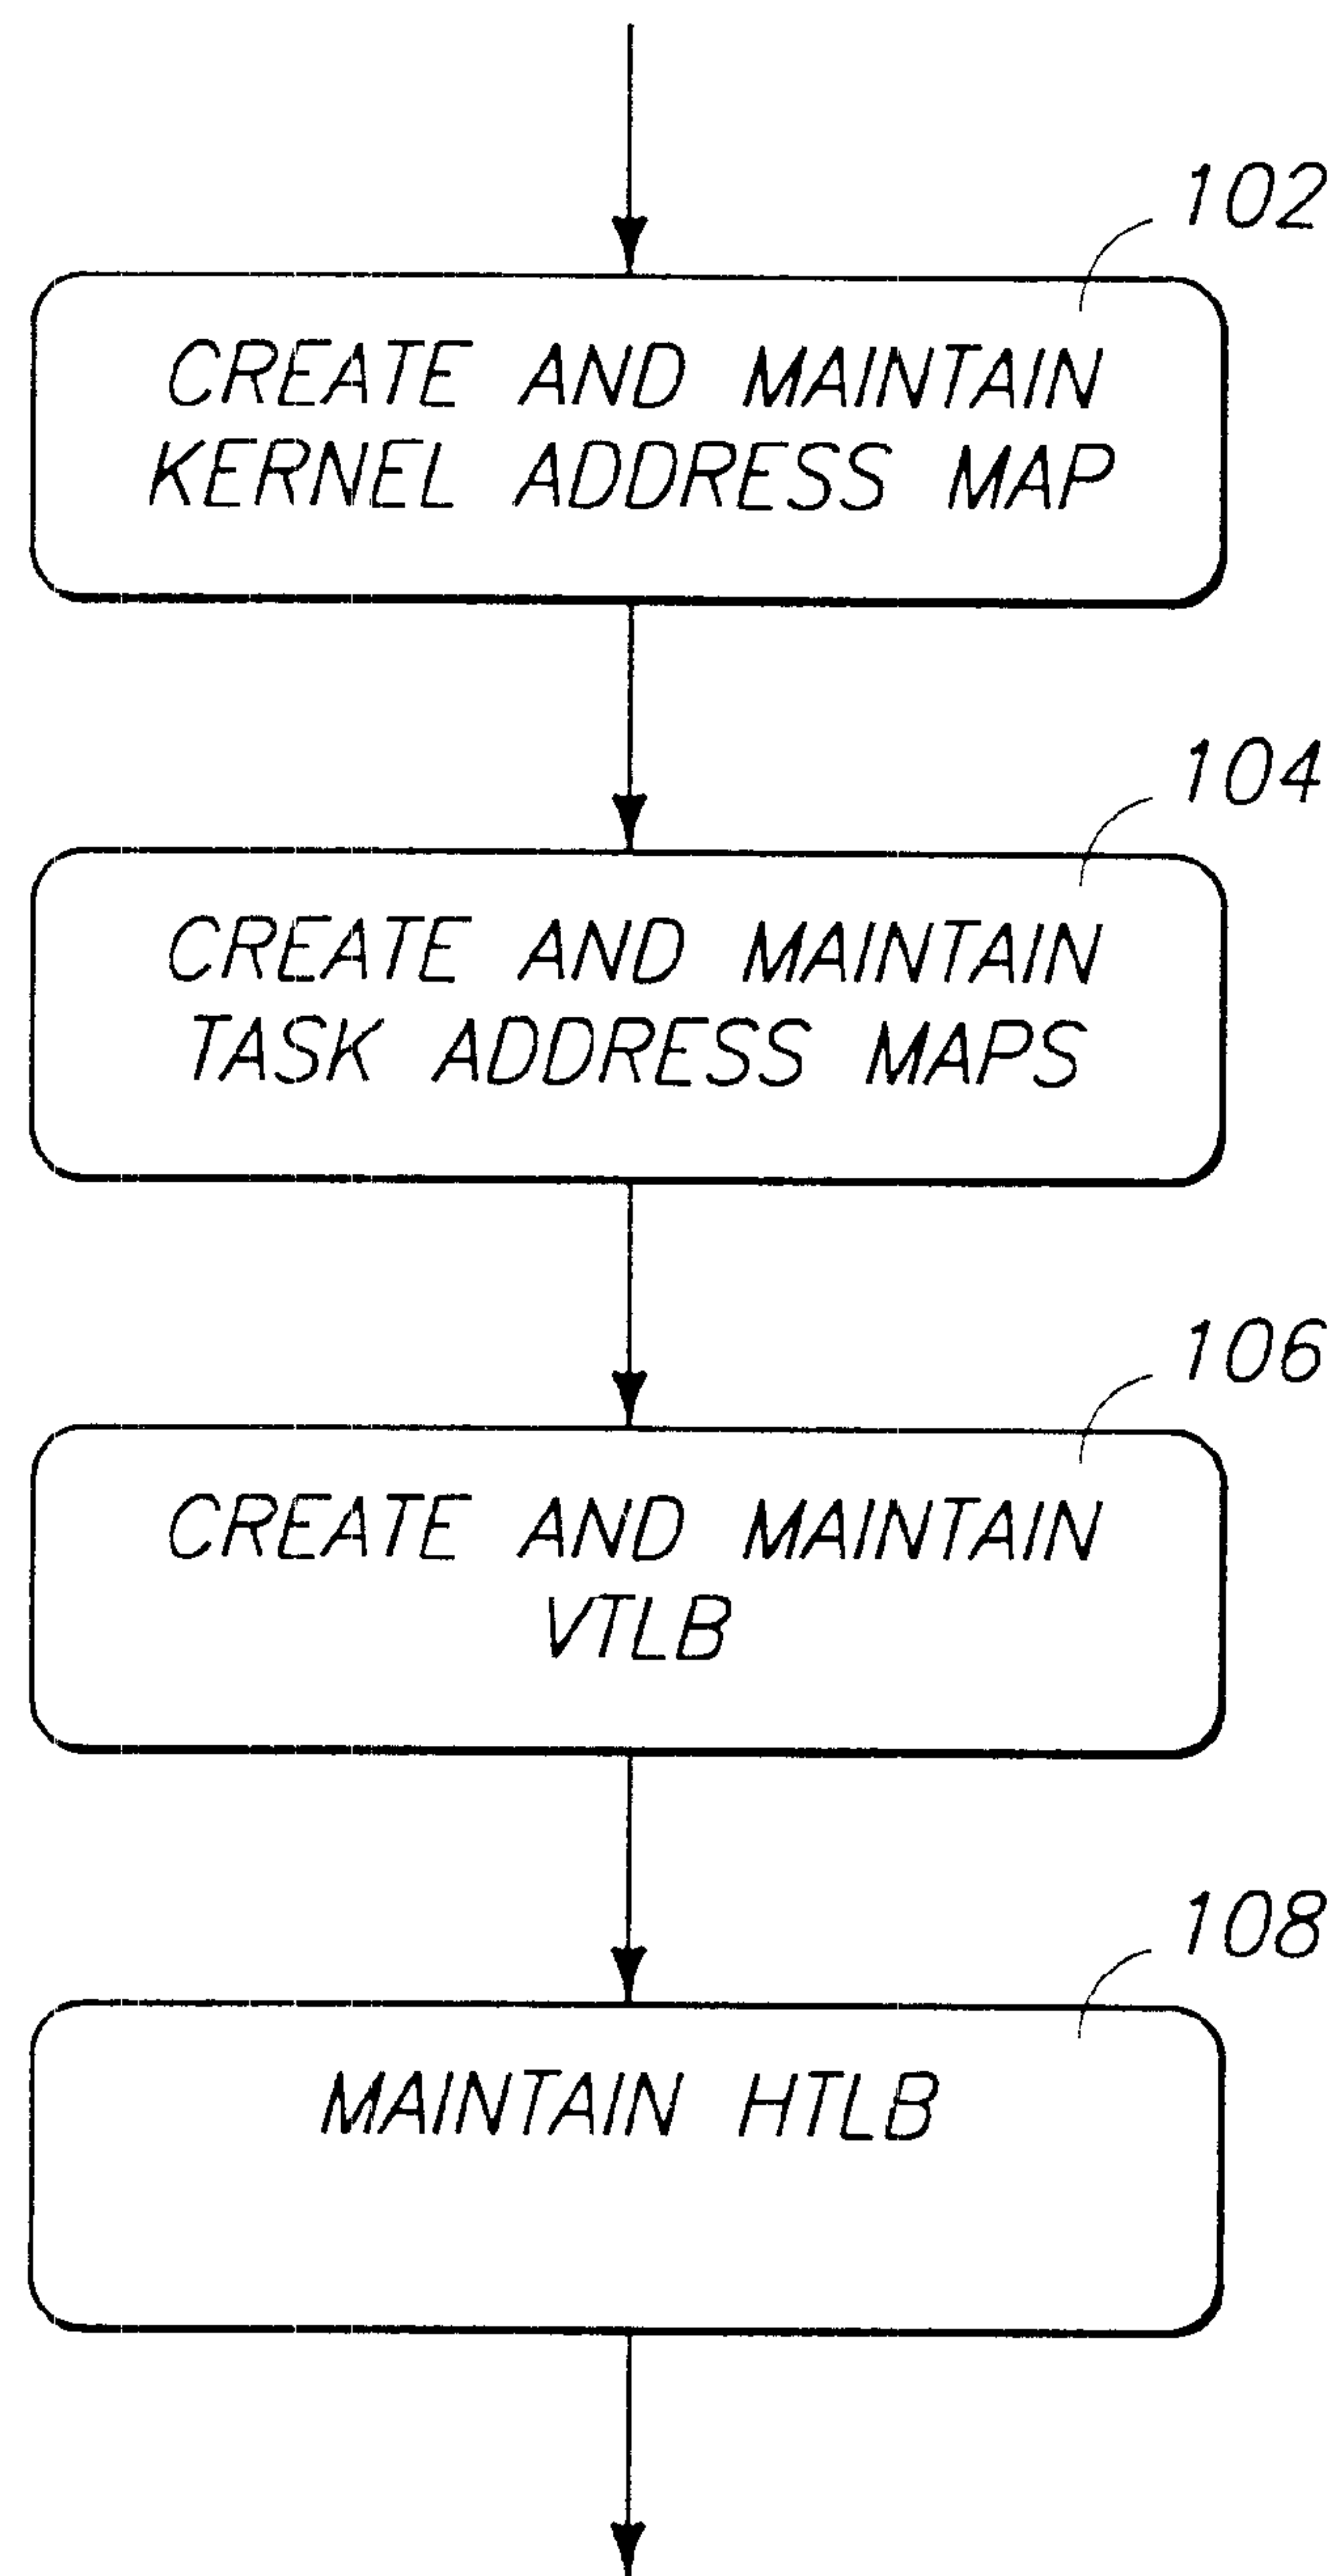 102
CREATE AND MAINTAIN
KERNEL ADDRESS MAP
104
CREATE AND MAINTAIN
TASK ADDRESS MAPS
106
CREATE AND MAINTAIN
VTLB
108
MAINTAIN HTLB